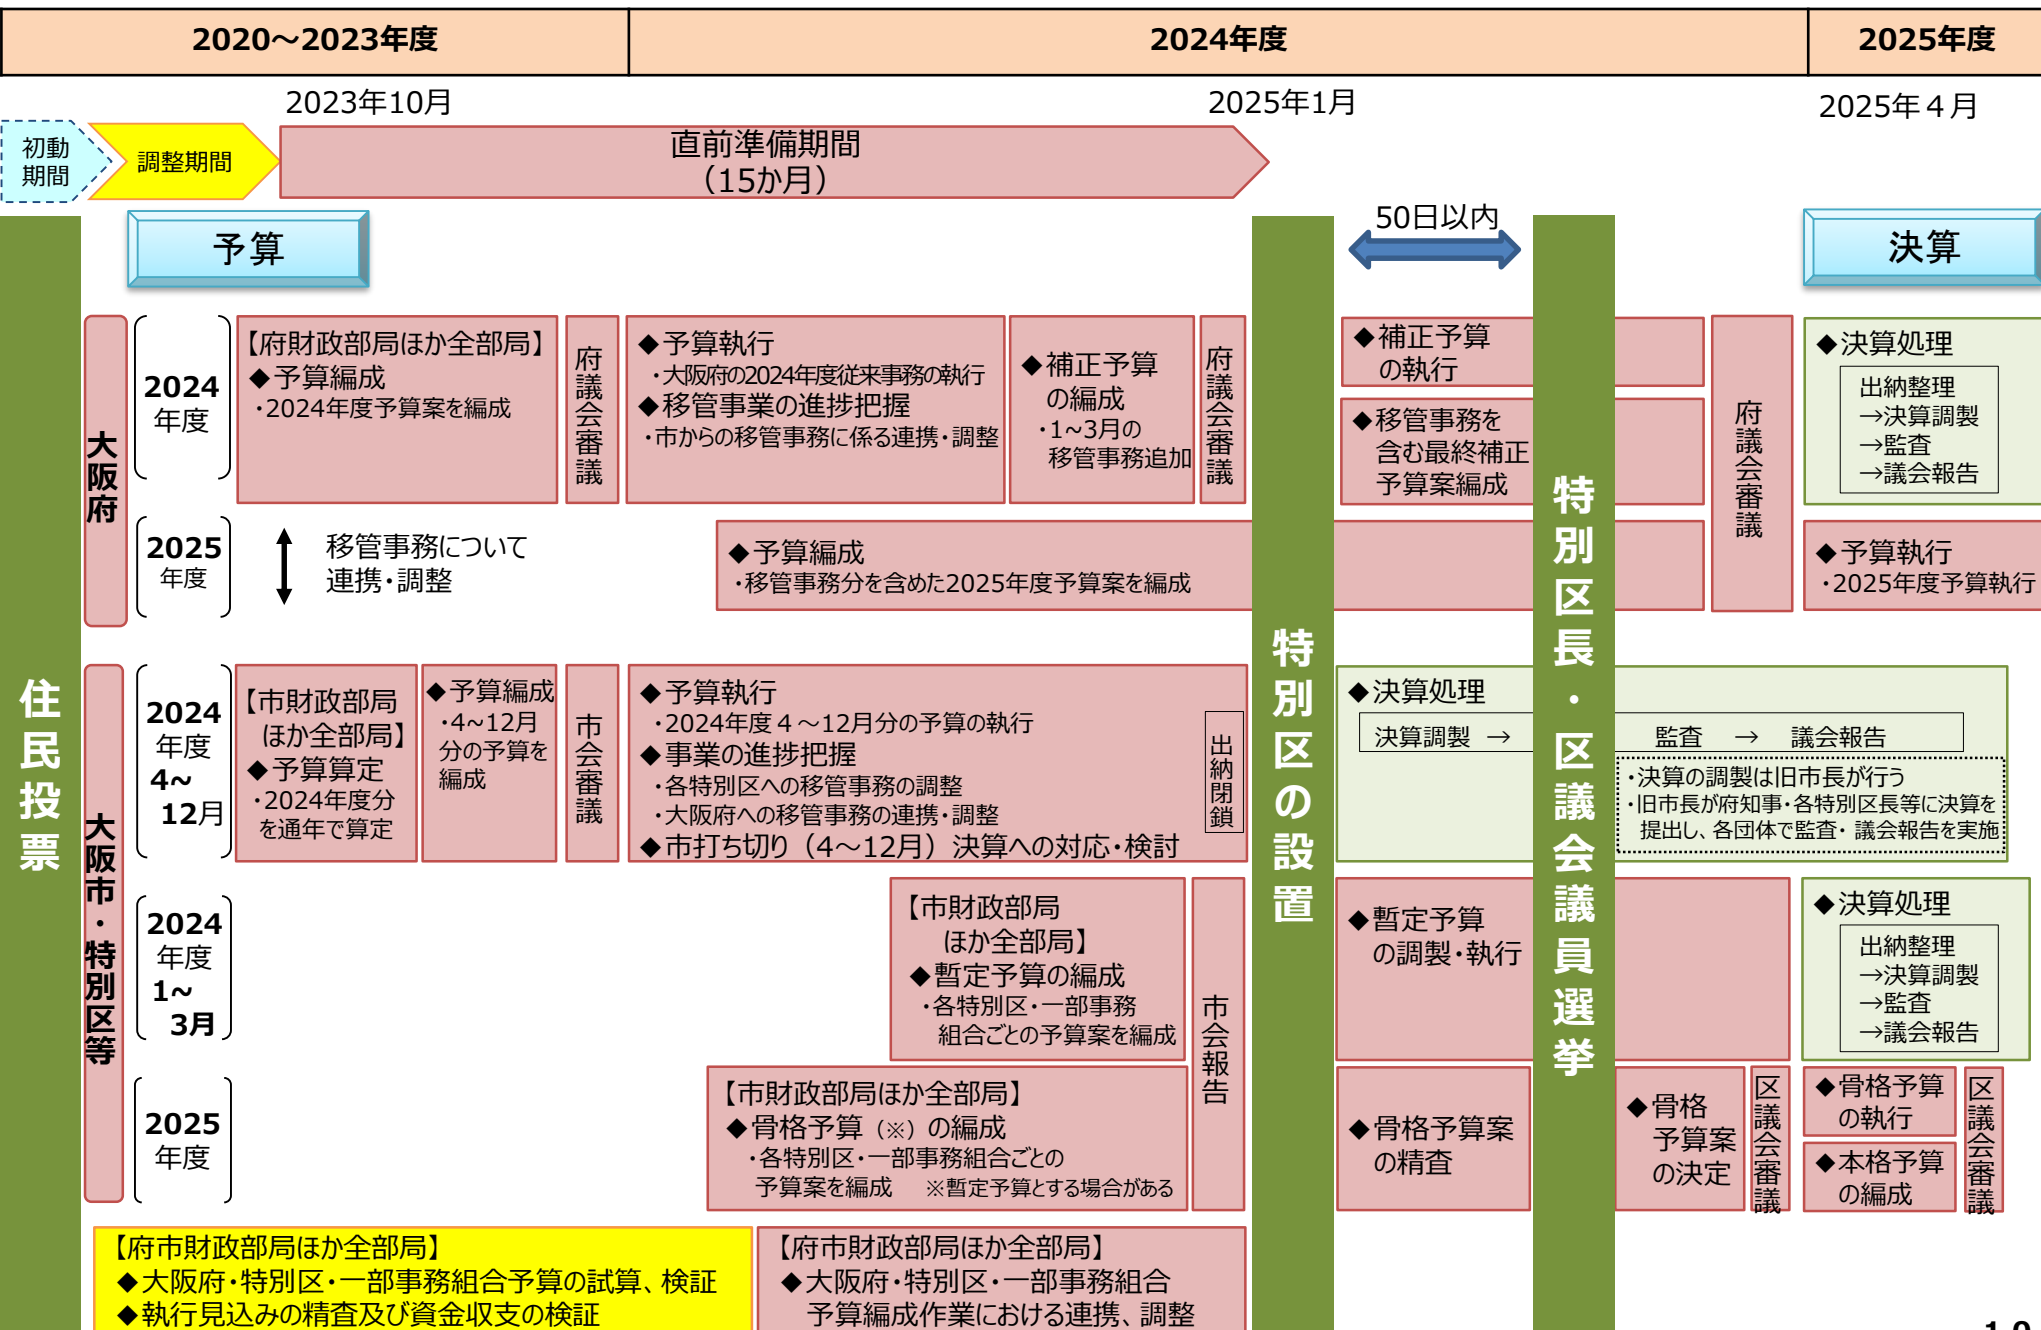 2020～2023年度
2024年度
2025年度
2023年10月
2025年1月
2025年４月
初動
期間
調整期間
直前準備期間
（15か月）
予算
50日以内
決算
住民投票
特別区の設置
特別区長・区議会議員選挙
大阪府
2024
年度
【府財政部局ほか全部局】
◆予算編成
・2024年度予算案を編成
府議会審議
◆予算執行
・大阪府の2024年度従来事務の執行
◆移管事業の進捗把握
・市からの移管事務に係る連携・調整
◆補正予算
の編成
・1~3月の
移管事務追加
府議会審議
◆補正予算
の執行
◆移管事務を
含む最終補正
予算案編成
府議会審議
◆決算処理
出納整理
→決算調製
→監査
→議会報告
2025
年度
移管事務について
連携・調整
◆予算編成
・移管事務分を含めた2025年度予算案を編成
◆予算執行
・2025年度予算執行
大阪市・特別区等
2024
年度
4~
12月
【市財政部局
ほか全部局】
◆予算算定
・2024年度分
を通年で算定
◆予算編成
・4~12月
分の予算を
編成
市会審議
◆予算執行
・2024年度４～12月分の予算の執行
◆事業の進捗把握
・各特別区への移管事務の調整
・大阪府への移管事務の連携・調整
◆市打ち切り（4～12月）決算への対応・検討
出納閉鎖
◆決算処理
決算調製 → 監査 → 議会報告
・決算の調製は旧市長が行う
・旧市長が府知事・各特別区長等に決算を
提出し、各団体で監査・議会報告を実施
2024
年度
1~
3月
【市財政部局
ほか全部局】
◆暫定予算の編成
・各特別区・一部事務
組合ごとの予算案を編成
市会報告
◆暫定予算
の調製・執行
◆決算処理
出納整理
→決算調製
→監査
→議会報告
2025
年度
【市財政部局ほか全部局】
◆骨格予算（※）の編成
・各特別区・一部事務組合ごとの
予算案を編成 ※暫定予算とする場合がある
◆骨格予算案
の精査
◆骨格
予算案
の決定
区議会審議
◆骨格予算
の執行
◆本格予算
の編成
区議会審議
【府市財政部局ほか全部局】
◆大阪府・特別区・一部事務組合予算の試算、検証
◆執行見込みの精査及び資金収支の検証
【府市財政部局ほか全部局】
◆大阪府・特別区・一部事務組合
予算編成作業における連携、調整